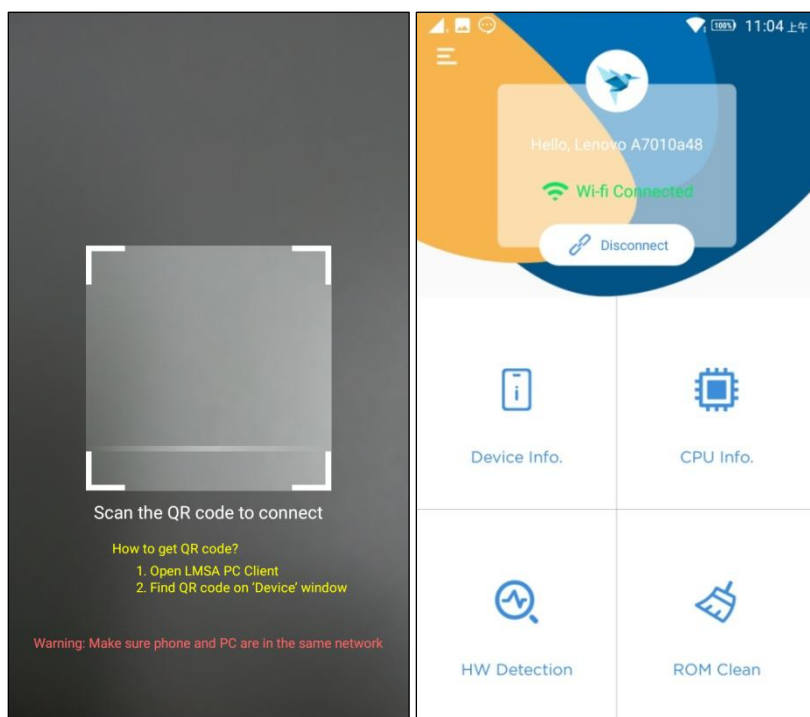 Scan the QR code to connect
How to get QR code?
1. Open LMSA PC Client
2. Find QR code on ‘Device’ window
Warning: Make sure phone and PC are in the same network
100% 11:04 上午
Hello, Lenovo A7010a48
Wi-fi Connected
Disconnect
Device Info.
CPU Info.
HW Detection
ROM Clean